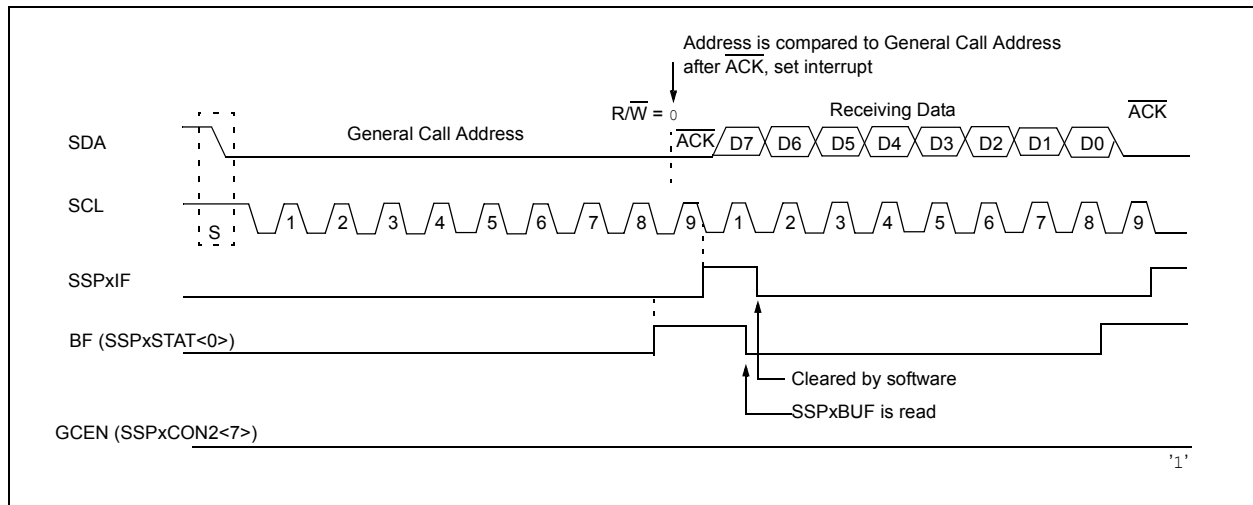 Address is compared to General Call Address
after ACK, set interrupt
R/W = 0
Receiving Data
ACK
SDA
General Call Address
ACK
D7 D6 D5 D4 D3 D2 D1 D0
SCL
S
1 2 3 4 5 6 7 8 9 1 2 3 4 5 6 7 8 9
SSPxIF
BF (SSPxSTAT<0>)
Cleared by software
SSPxBUF is read
GCEN (SSPxCON2<7>)
'1'